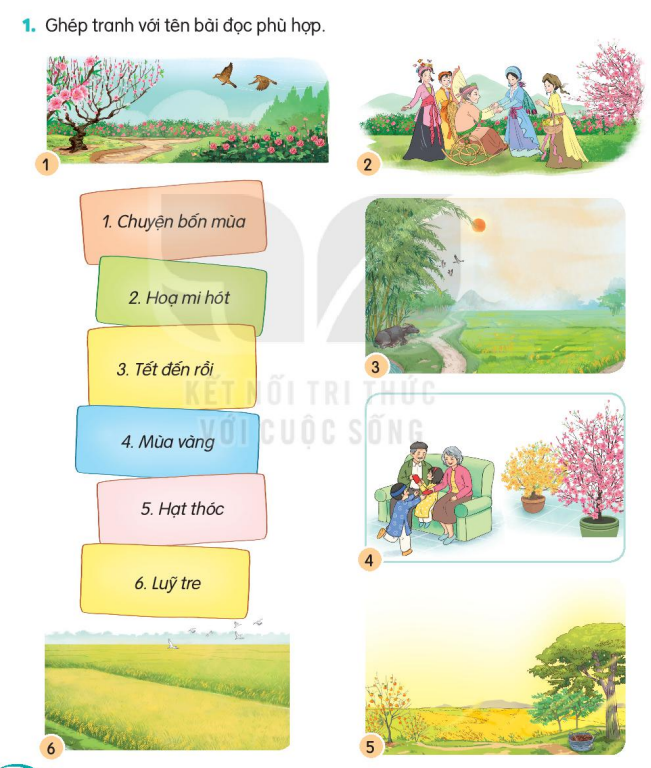 1. Ghép tranh với tên bài đọc phù hợp.
1
2
1. Chuyện bốn mùa
2. Hoạ mi hót
3. Tết đến rồi
3
KẾT NỐI TRI THỨC
VỚI CUỘC SỐNG
4. Mùa vàng
5. Hạt thóc
4
6. Luỹ tre
6
5